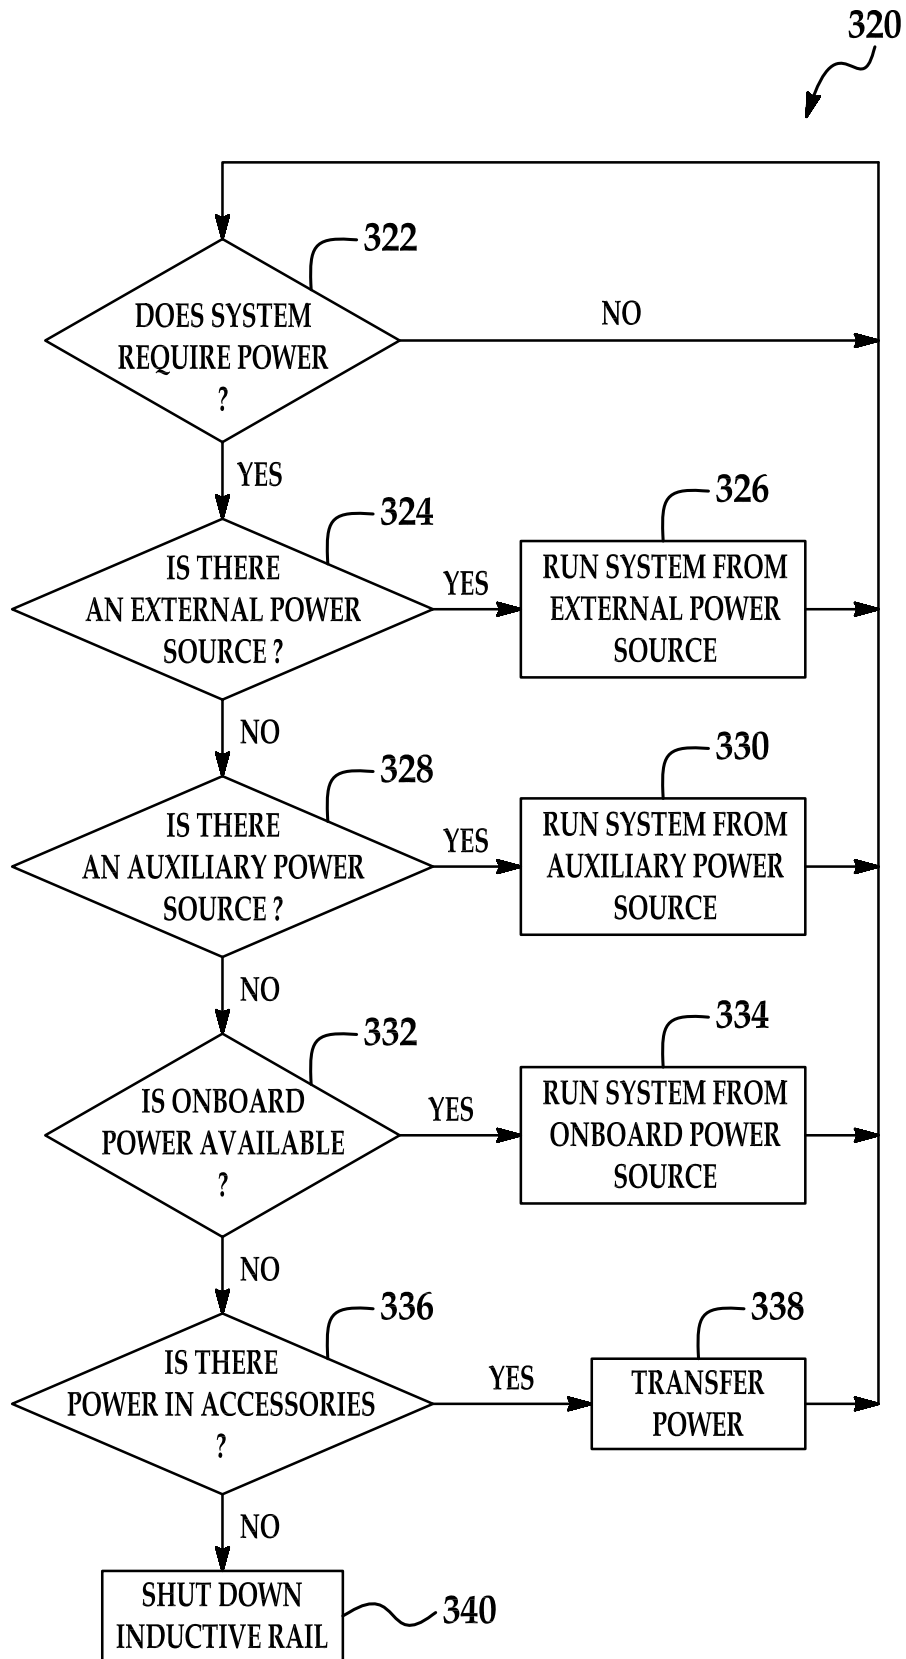 320
322
DOES SYSTEM
REQUIRE POWER
?
NO
YES
324
IS THERE
AN EXTERNAL POWER
SOURCE ?
YES
326
RUN SYSTEM FROM
EXTERNAL POWER
SOURCE
NO
328
IS THERE
AN AUXILIARY POWER
SOURCE ?
YES
330
RUN SYSTEM FROM
AUXILIARY POWER
SOURCE
NO
332
IS ONBOARD
POWER AVAILABLE
?
YES
334
RUN SYSTEM FROM
ONBOARD POWER
SOURCE
NO
336
IS THERE
POWER IN ACCESSORIES
?
YES
338
TRANSFER
POWER
NO
SHUT DOWN
INDUCTIVE RAIL
340